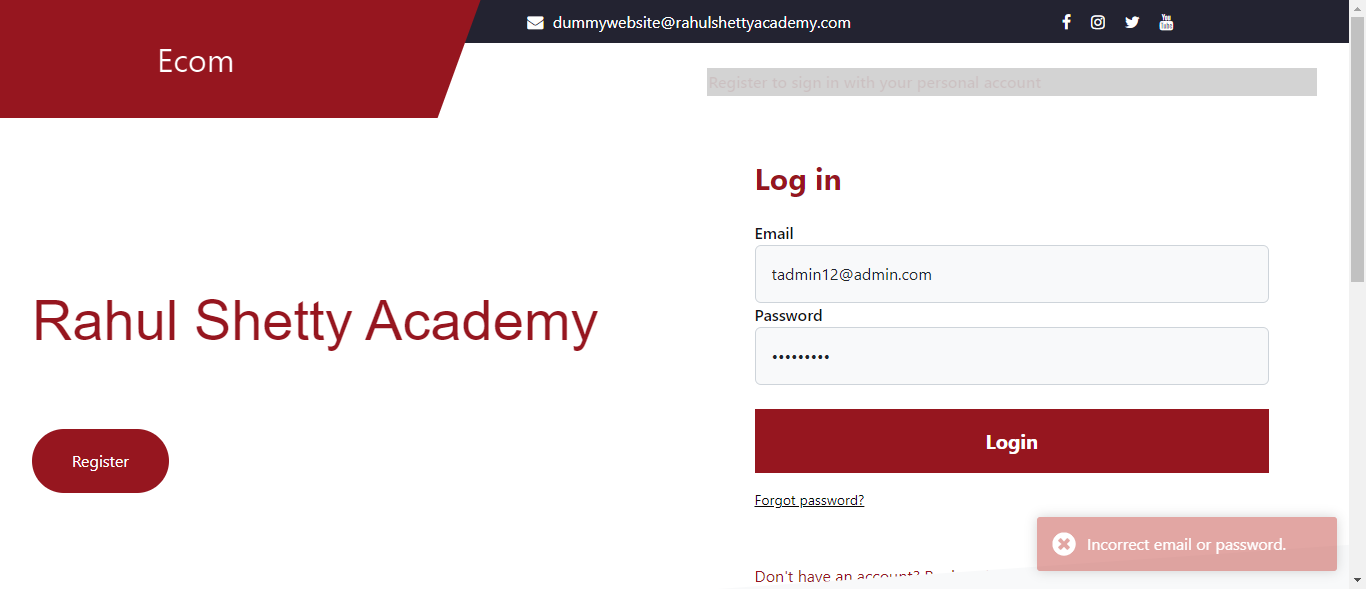 dummywebsite@rahulshettyacademy.com
Ecom
Register to sign in with your personal account
Log in
Email
tadmin12@admin.com
Password
•••••••••
Rahul Shetty Academy
Login
Register
Forgot password?
Incorrect email or password.
Don't have an account?